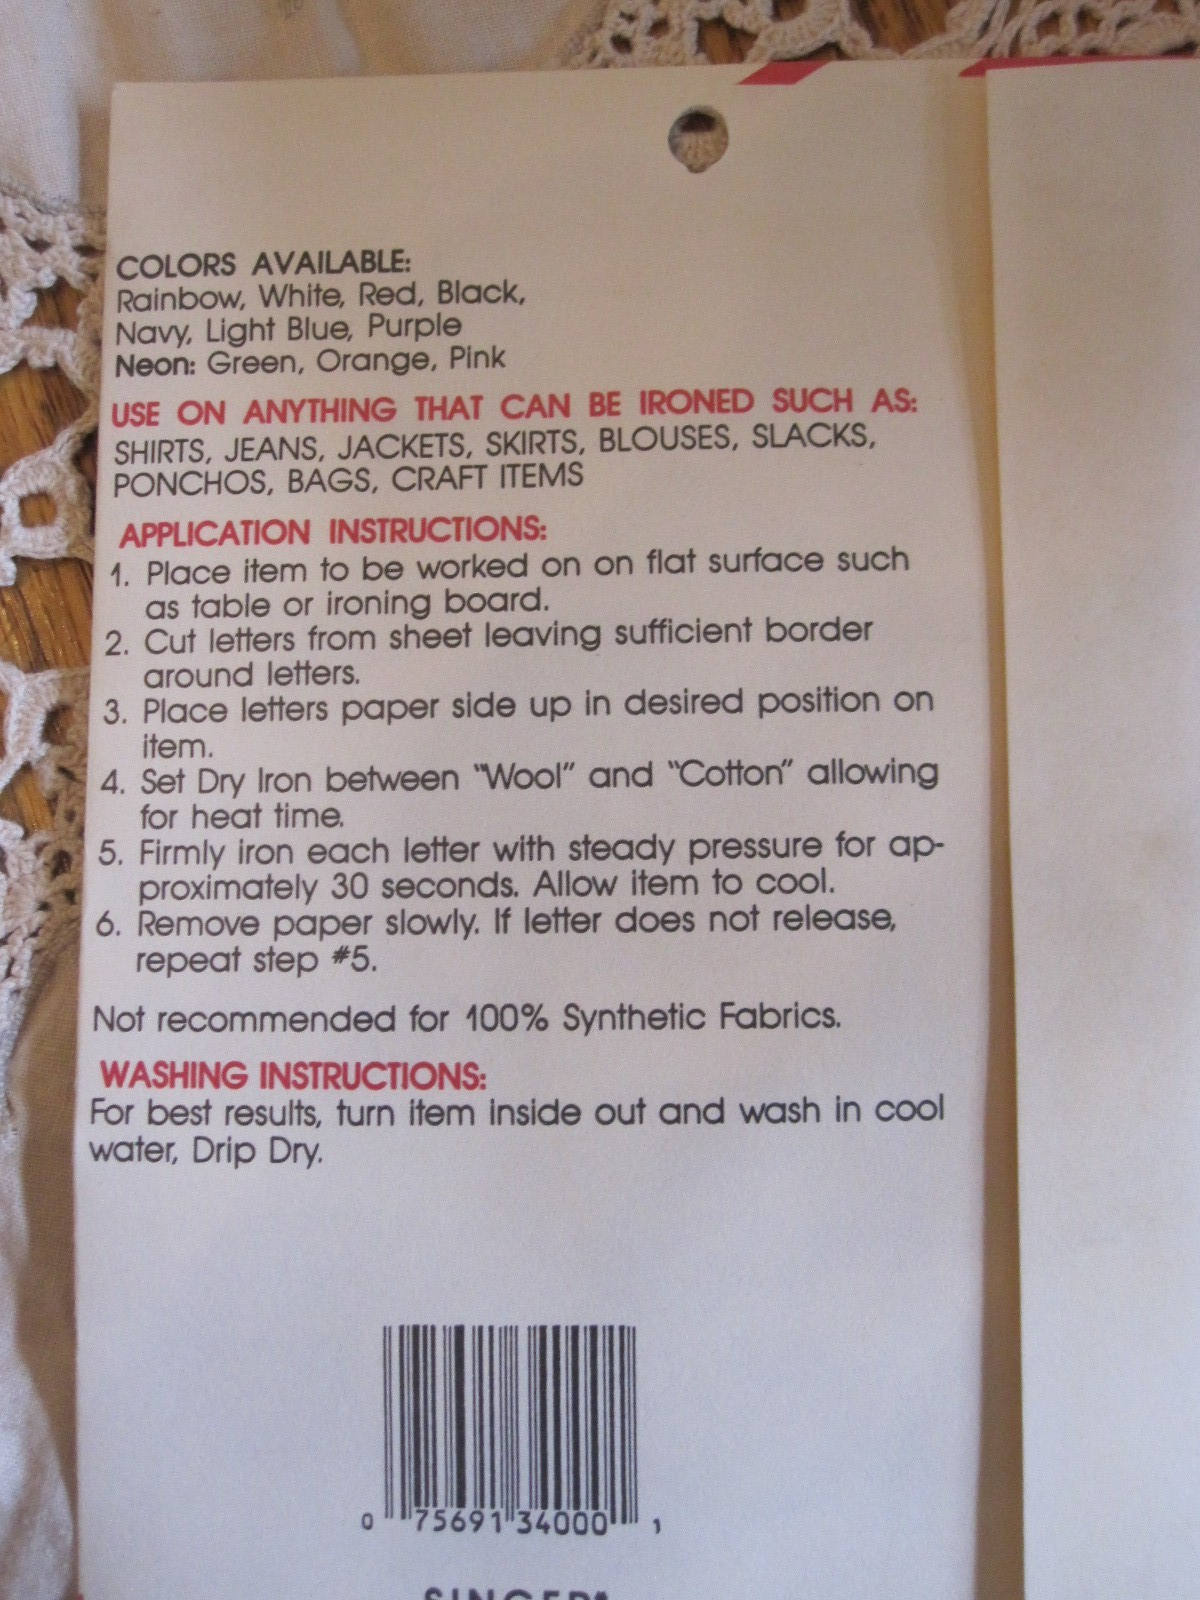 COLORS AVAILABLE:
Rainbow, White, Red, Black,
Navy, Light Blue, Purple
Neon: Green, Orange, Pink
USE ON ANYTHING THAT CAN BE IRONED SUCH AS:
SHIRTS, JEANS, JACKETS, SKIRTS, BLOUSES, SLACKS,
PONCHOS, BAGS, CRAFT ITEMS
APPLICATION INSTRUCTIONS:
1. Place item to be worked on on flat surface such
as table or ironing board.
2. Cut letters from sheet leaving sufficient border
around letters.
3. Place letters paper side up in desired position on
item.
4. Set Dry Iron between "Wool" and "Cotton" allowing
for heat time.
5. Firmly iron each letter with steady pressure for ap-
proximately 30 seconds. Allow item to cool.
6. Remove paper slowly. If letter does not release,
repeat step #5.
Not recommended for 100% Synthetic Fabrics.
WASHING INSTRUCTIONS:
For best results, turn item inside out and wash in cool
water, Drip Dry.
0 75691 34000 1
SINGER